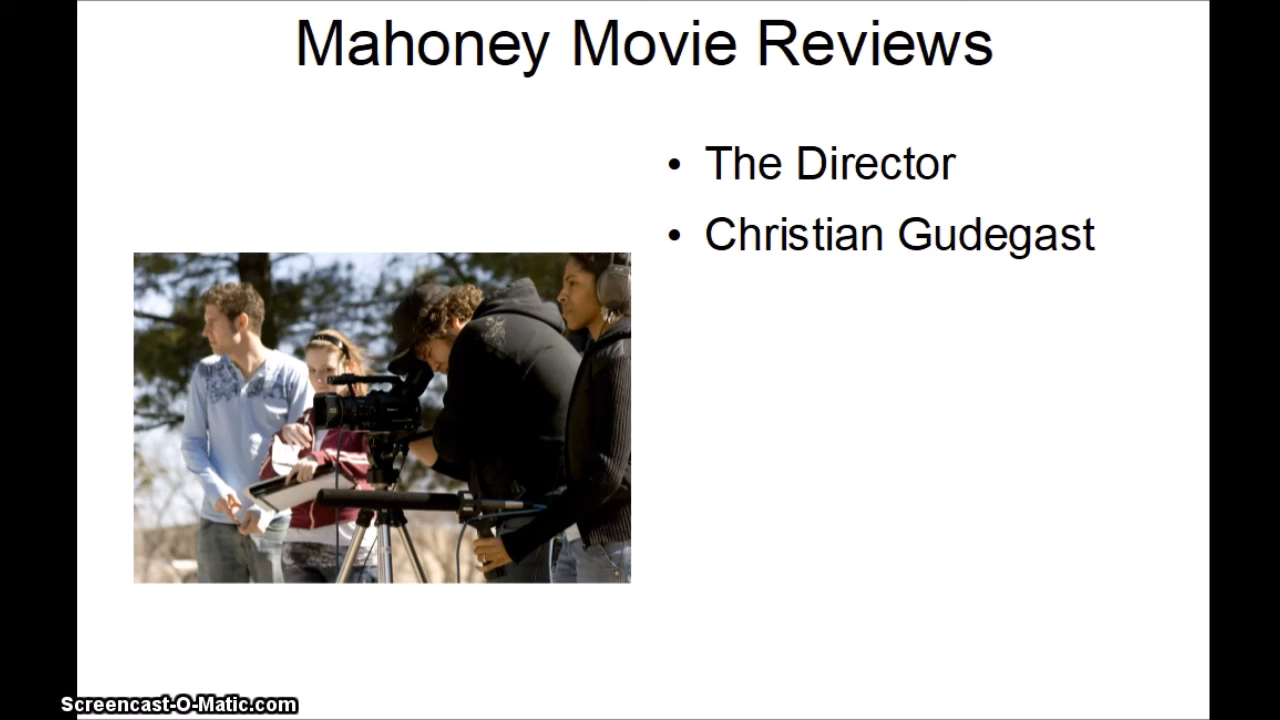 Mahoney Movie Reviews
• The Director
• Christian Gudegast
Screencast-O-Matic.com